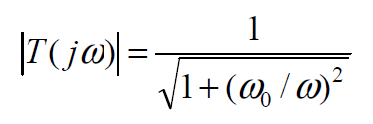 |T(jω)| = 1 / √(1 + (ω₀ / ω)²)